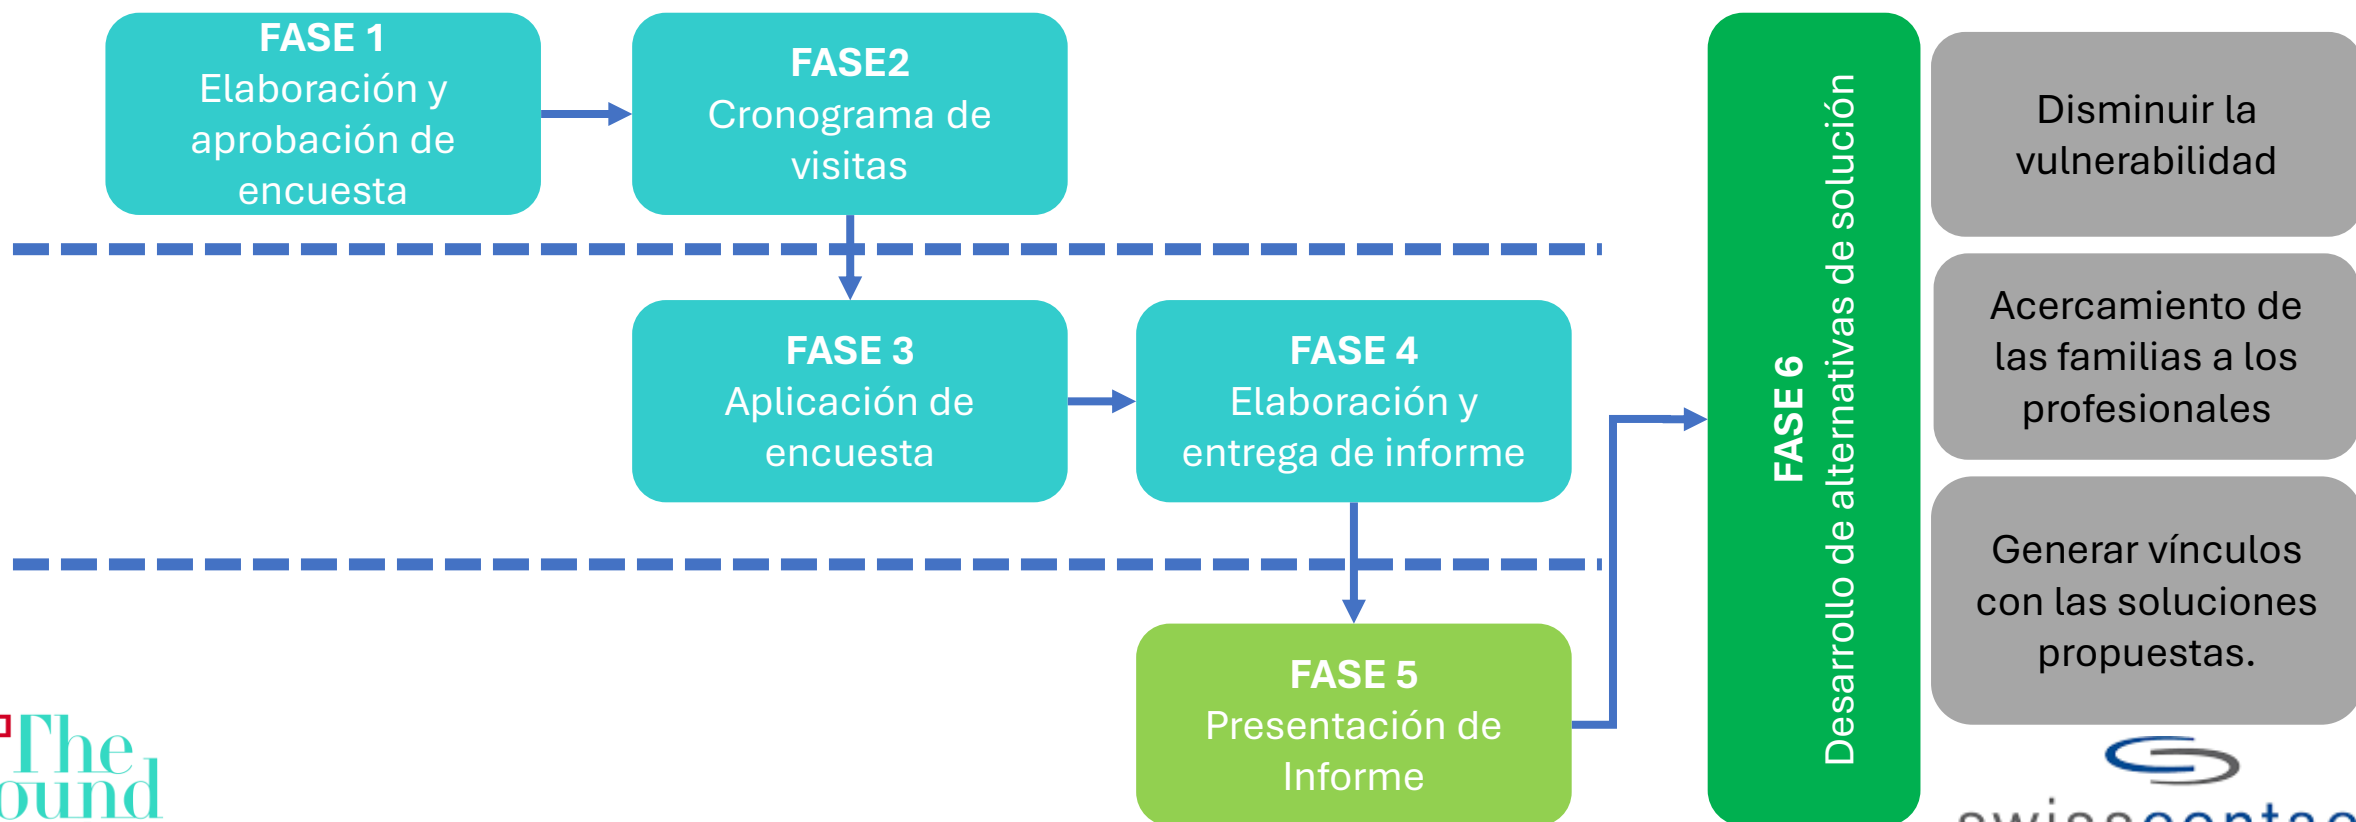 FASE 1
Elaboración y
aprobación de
encuesta
FASE2
Cronograma de
visitas
FASE 3
Aplicación de
encuesta
FASE 4
Elaboración y
entrega de informe
FASE 5
Presentación de
Informe
FASE 6
Desarrollo de alternativas de solución
Disminuir la
vulnerabilidad
Acercamiento de
las familias a los
profesionales
Generar vínculos
con las soluciones
propuestas.
The